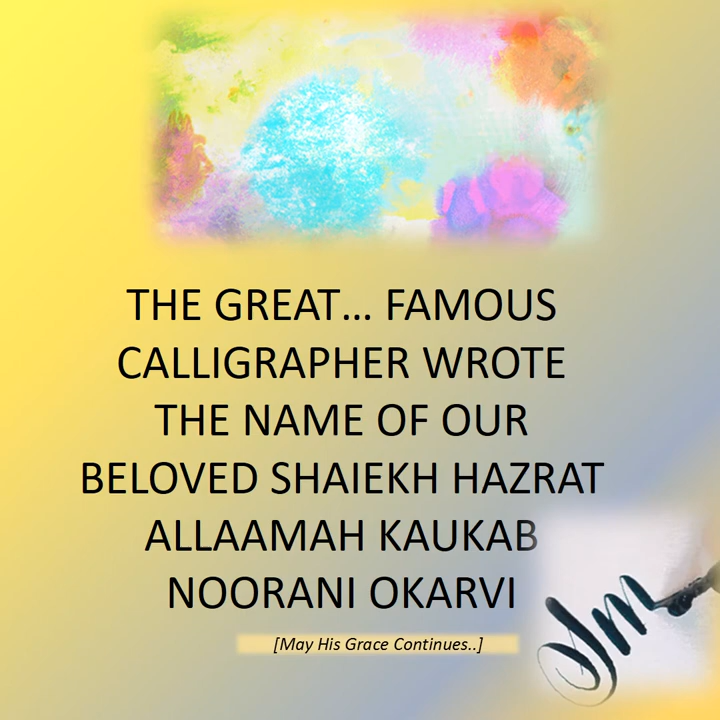 THE GREAT... FAMOUS
CALLIGRAPHER WROTE
THE NAME OF OUR
BELOVED SHAIEKH HAZRAT
ALLAAMAH KAUKAB
NOORANI OKARVI
[May His Grace Continues..]